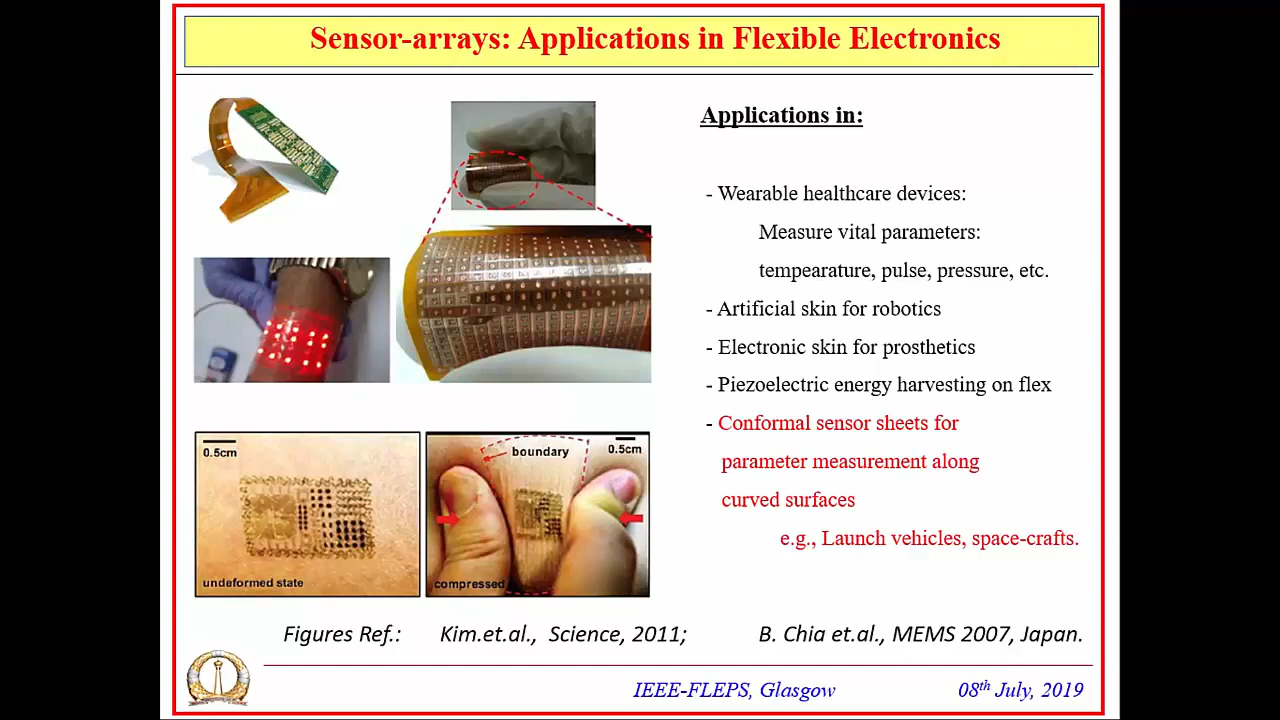 Sensor-arrays: Applications in Flexible Electronics
Applications in:
- Wearable healthcare devices:
Measure vital parameters:
tempearature, pulse, pressure, etc.
- Artificial skin for robotics
- Electronic skin for prosthetics
- Piezoelectric energy harvesting on flex
- Conformal sensor sheets for
parameter measurement along
curved surfaces
e.g., Launch vehicles, space-crafts.
0.5cm
undeformed state
0.5cm
boundary
compressed
Figures Ref.: Kim.et.al., Science, 2011; B. Chia et.al., MEMS 2007, Japan.
IEEE-FLEPS, Glasgow 08th July, 2019